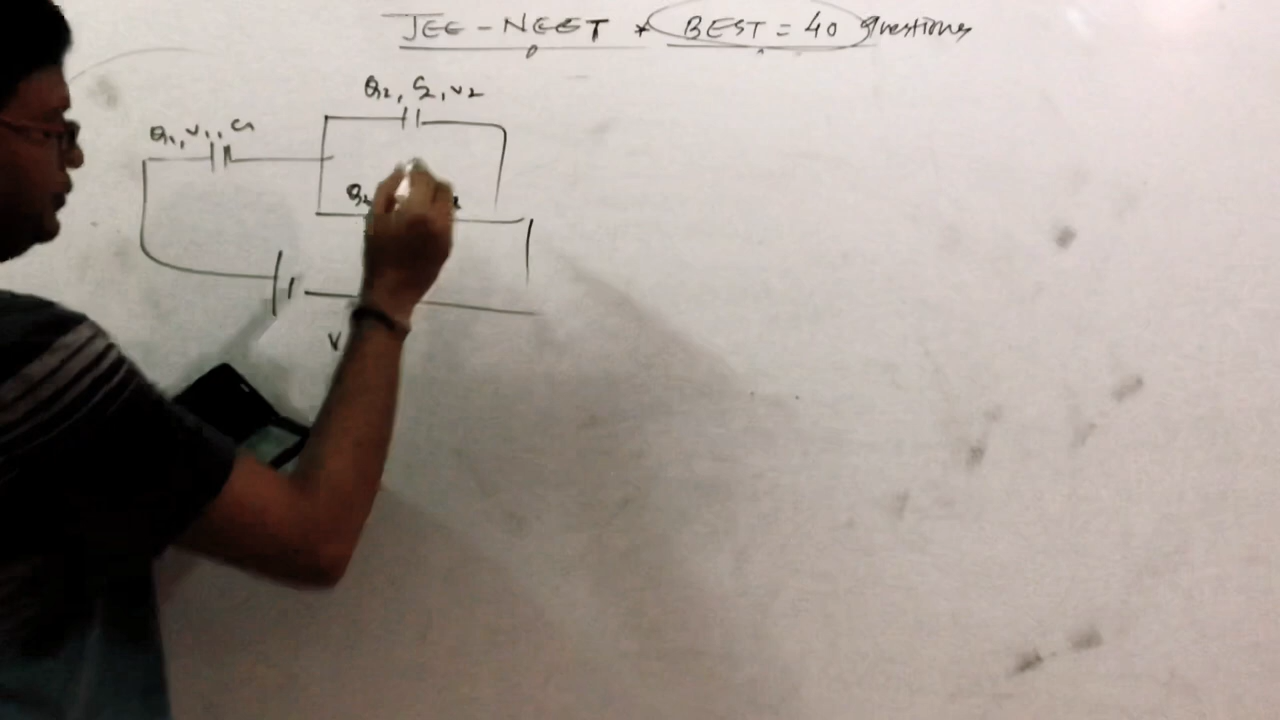 JEE - NEET * BEST = 40 Questions
Q2, C2, V2
Q1, V1, C1
V